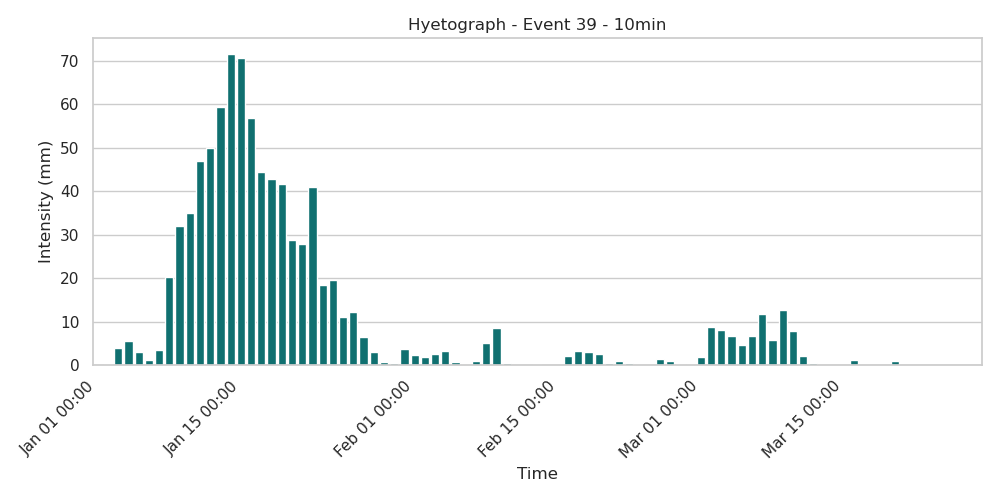 Hyetograph - Event 39 - 10min
Intensity (mm)
70
60
50
40
30
20
10
0
Jan 01 00:00
Jan 15 00:00
Feb 01 00:00
Feb 15 00:00
Mar 01 00:00
Mar 15 00:00
Time